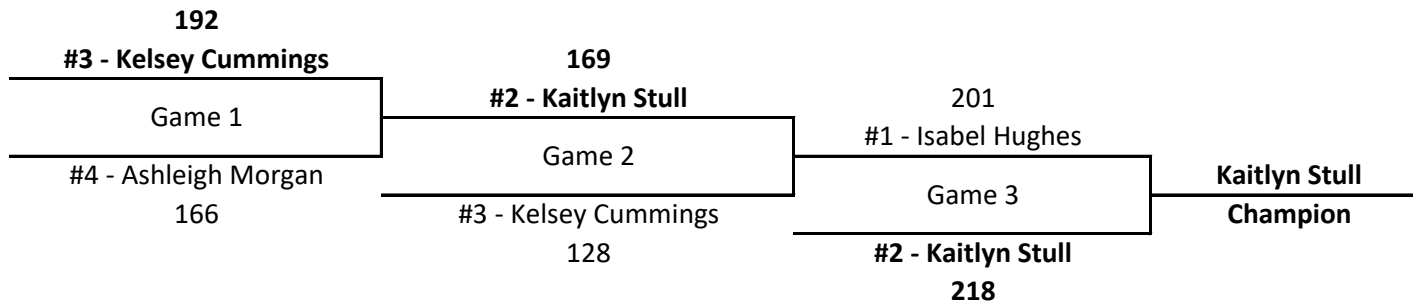 192
#3 - Kelsey Cummings
Game 1
#4 - Ashleigh Morgan
166
169
#2 - Kaitlyn Stull
Game 2
#3 - Kelsey Cummings
128
201
#1 - Isabel Hughes
Game 3
#2 - Kaitlyn Stull
218
Kaitlyn Stull
Champion